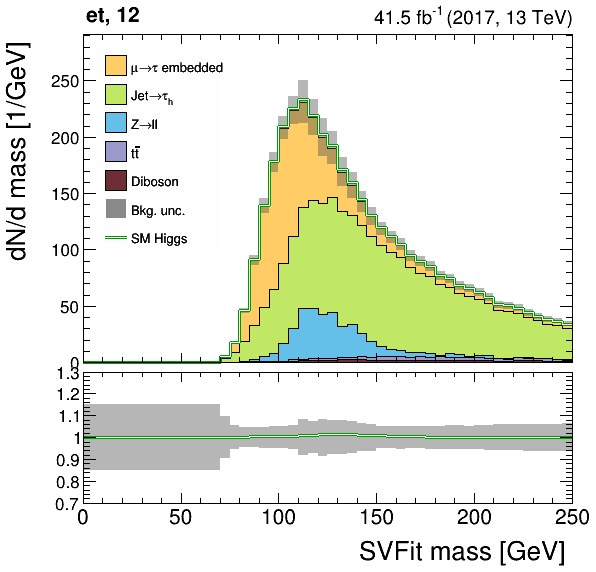 et, 12
41.5 fb⁻¹ (2017, 13 TeV)
dN/d mass [1/GeV]
250
200
150
100
50
0
μ→τ embedded
Jet→τₕ
Z→ll
tt̄
Diboson
Bkg. unc.
SM Higgs
1.3
1.2
1.1
1
0.9
0.8
0.7
0 50 100 150 200 250
SVFit mass [GeV]